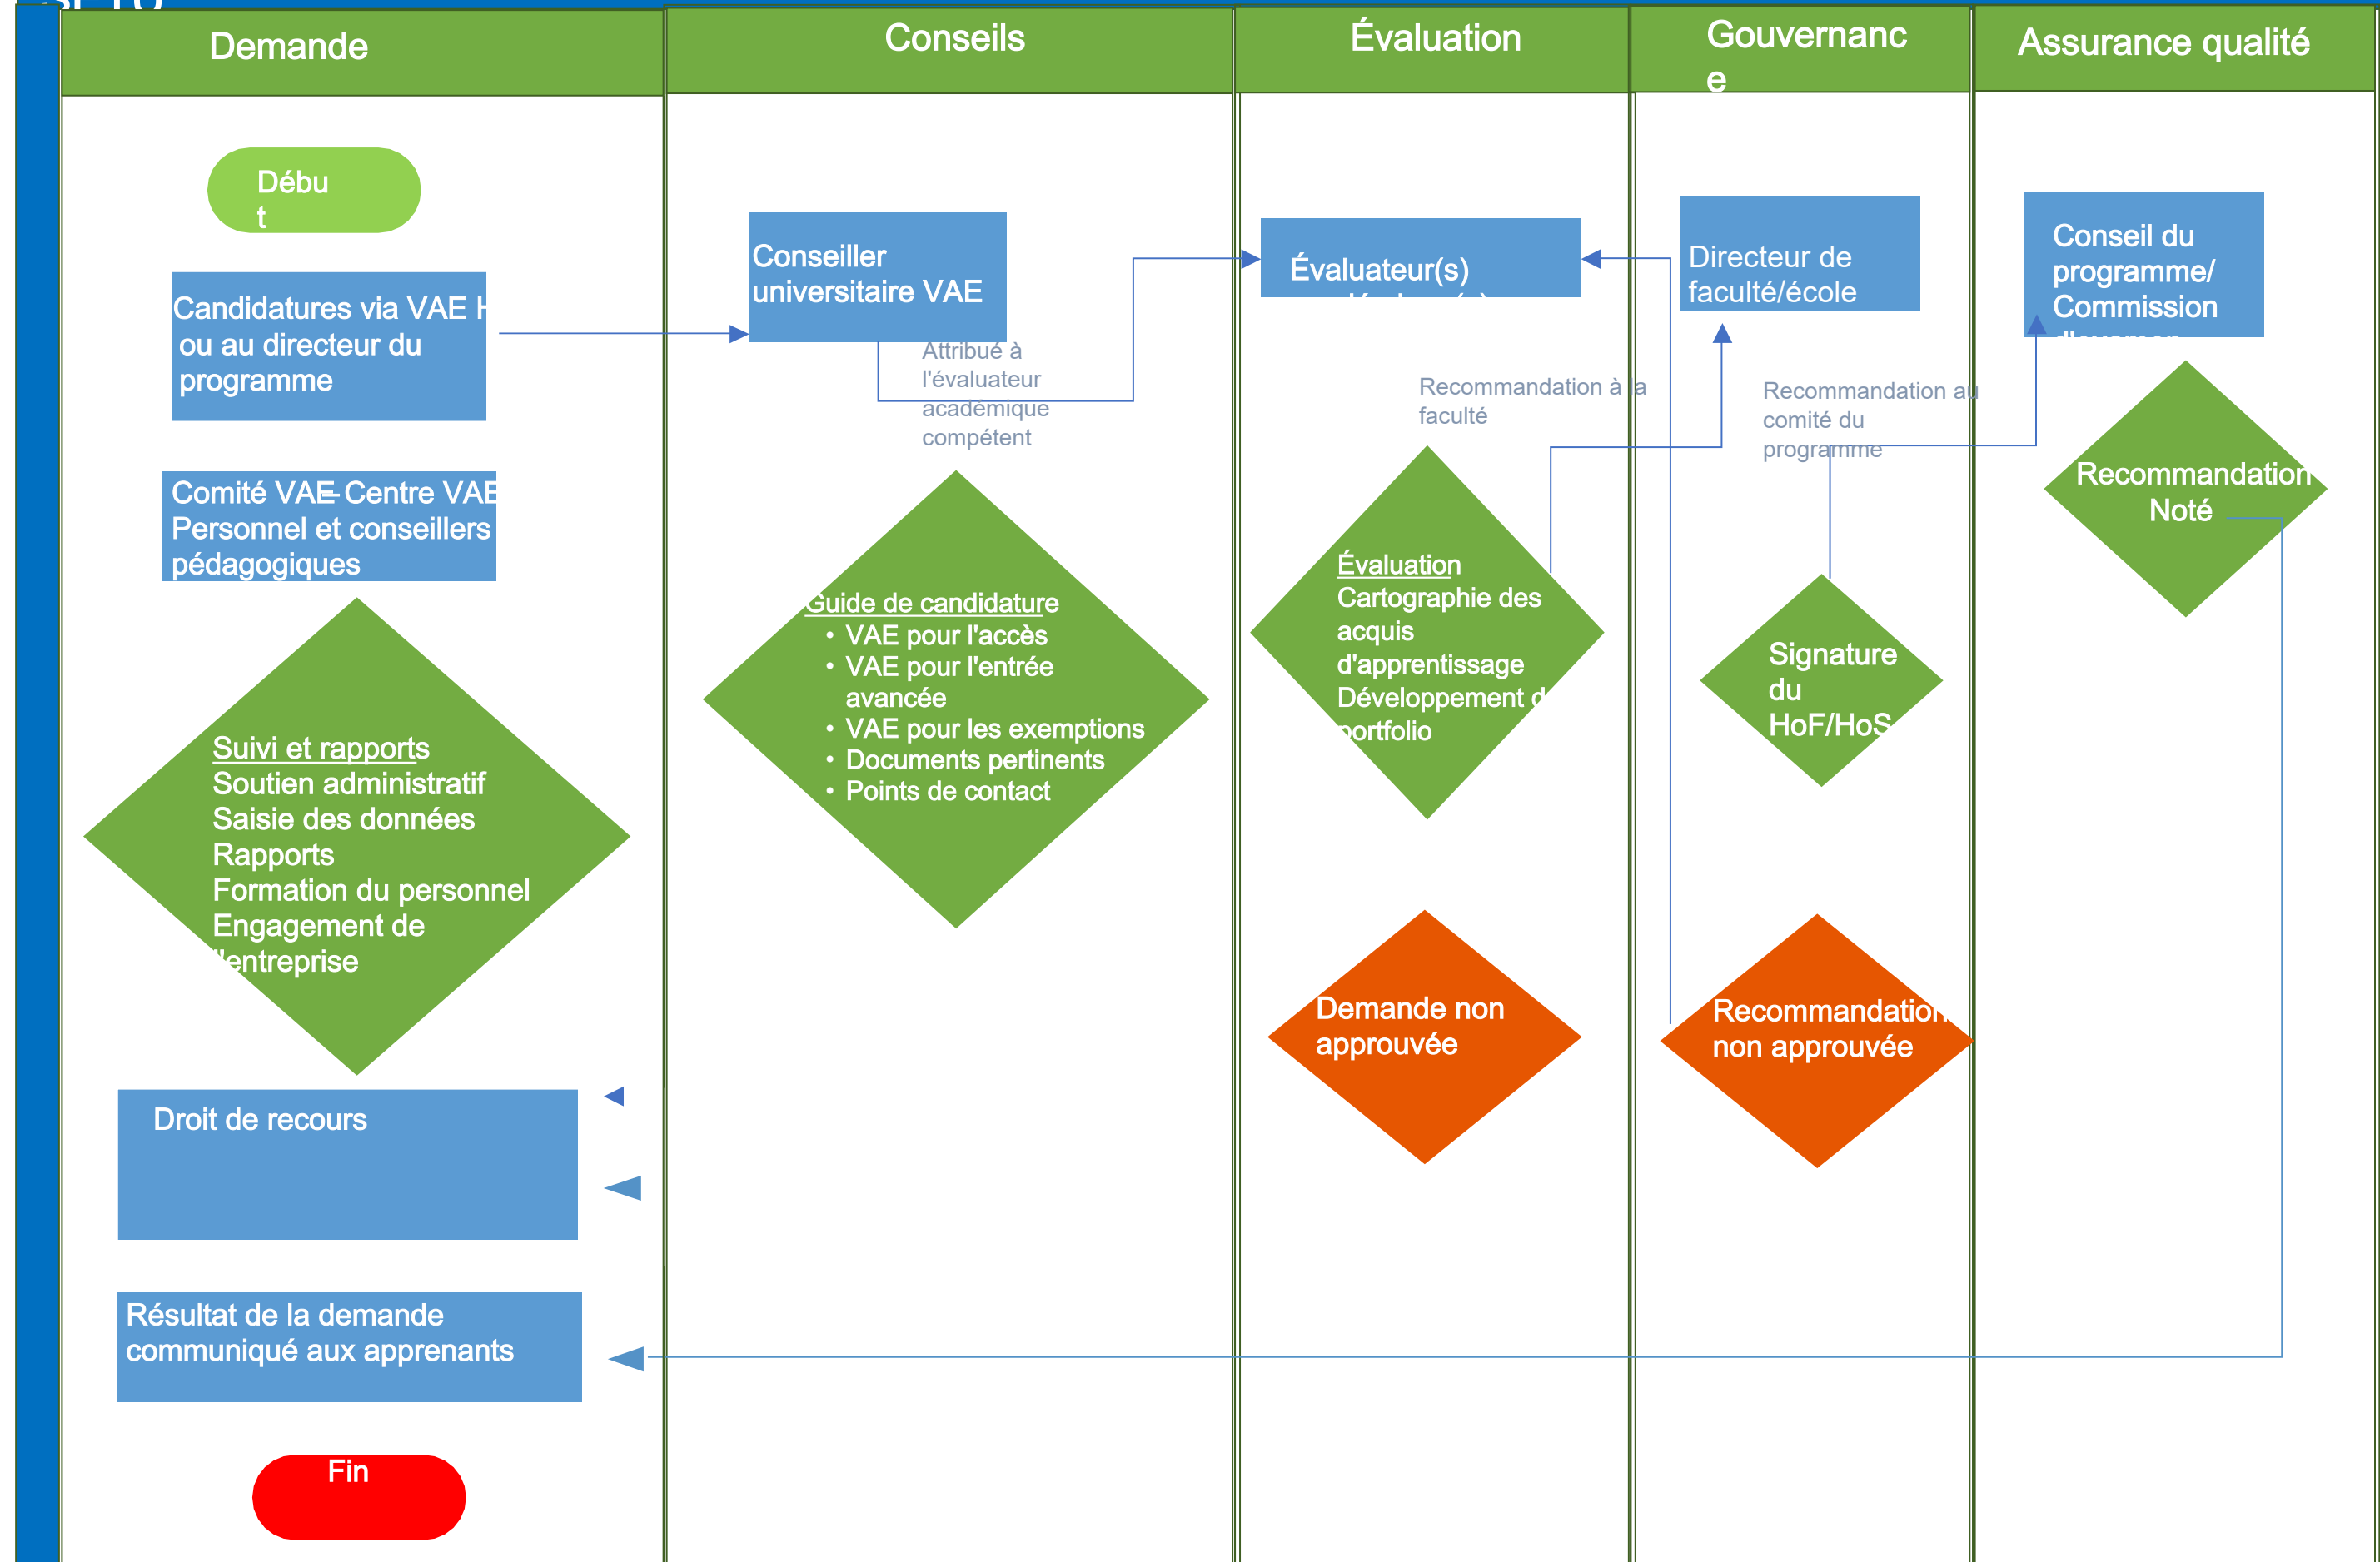 Demande
Conseils
Évaluation
Gouvernanc
e
Assurance qualité
Débu
t
Candidatures via VAE H
ou au directeur du
programme
Comité VAE– Centre VAE
Personnel et conseillers
pédagogiques
Suivi et rapports
Soutien administratif
Saisie des données
Rapports
Formation du personnel
Engagement de
l'entreprise
Droit de recours
Résultat de la demande
communiqué aux apprenants
Fin
Conseiller
universitaire VAE
Attribué à
l'évaluateur
académique
compétent
Guide de candidature
• VAE pour l'accès
• VAE pour l'entrée
avancée
• VAE pour les exemptions
• Documents pertinents
• Points de contact
Évaluateur(s)
Recommandation à la
faculté
Évaluation
Cartographie des
acquis
d'apprentissage
Développement d
portfolio
Demande non
approuvée
Directeur de
faculté/école
Recommandation au
comité du
programme
Signature
du
HoF/HoS
Recommandation
non approuvée
Conseil du
programme/
Commission
Recommandation
Noté